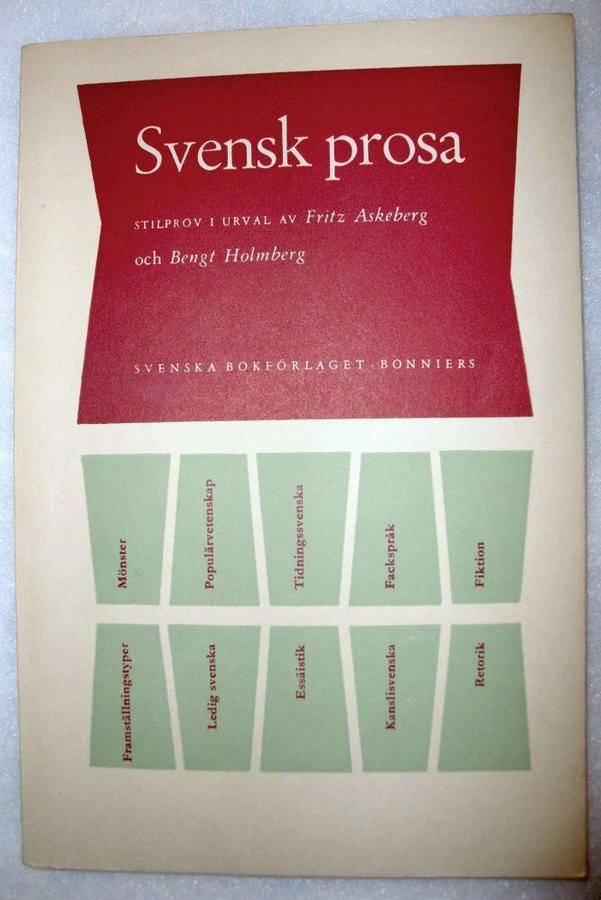 Svensk prosa
STILPROV I URVAL AV Fritz Askeberg
och Bengt Holmberg
SVENSKA BOKFÖRLAGET · BONNIERS
Mönster
Populärvetenskap
Tidningssvenska
Fackspråk
Fiktion
Framställningstyper
Ledig svenska
Essäistik
Kanslisvenska
Retorik